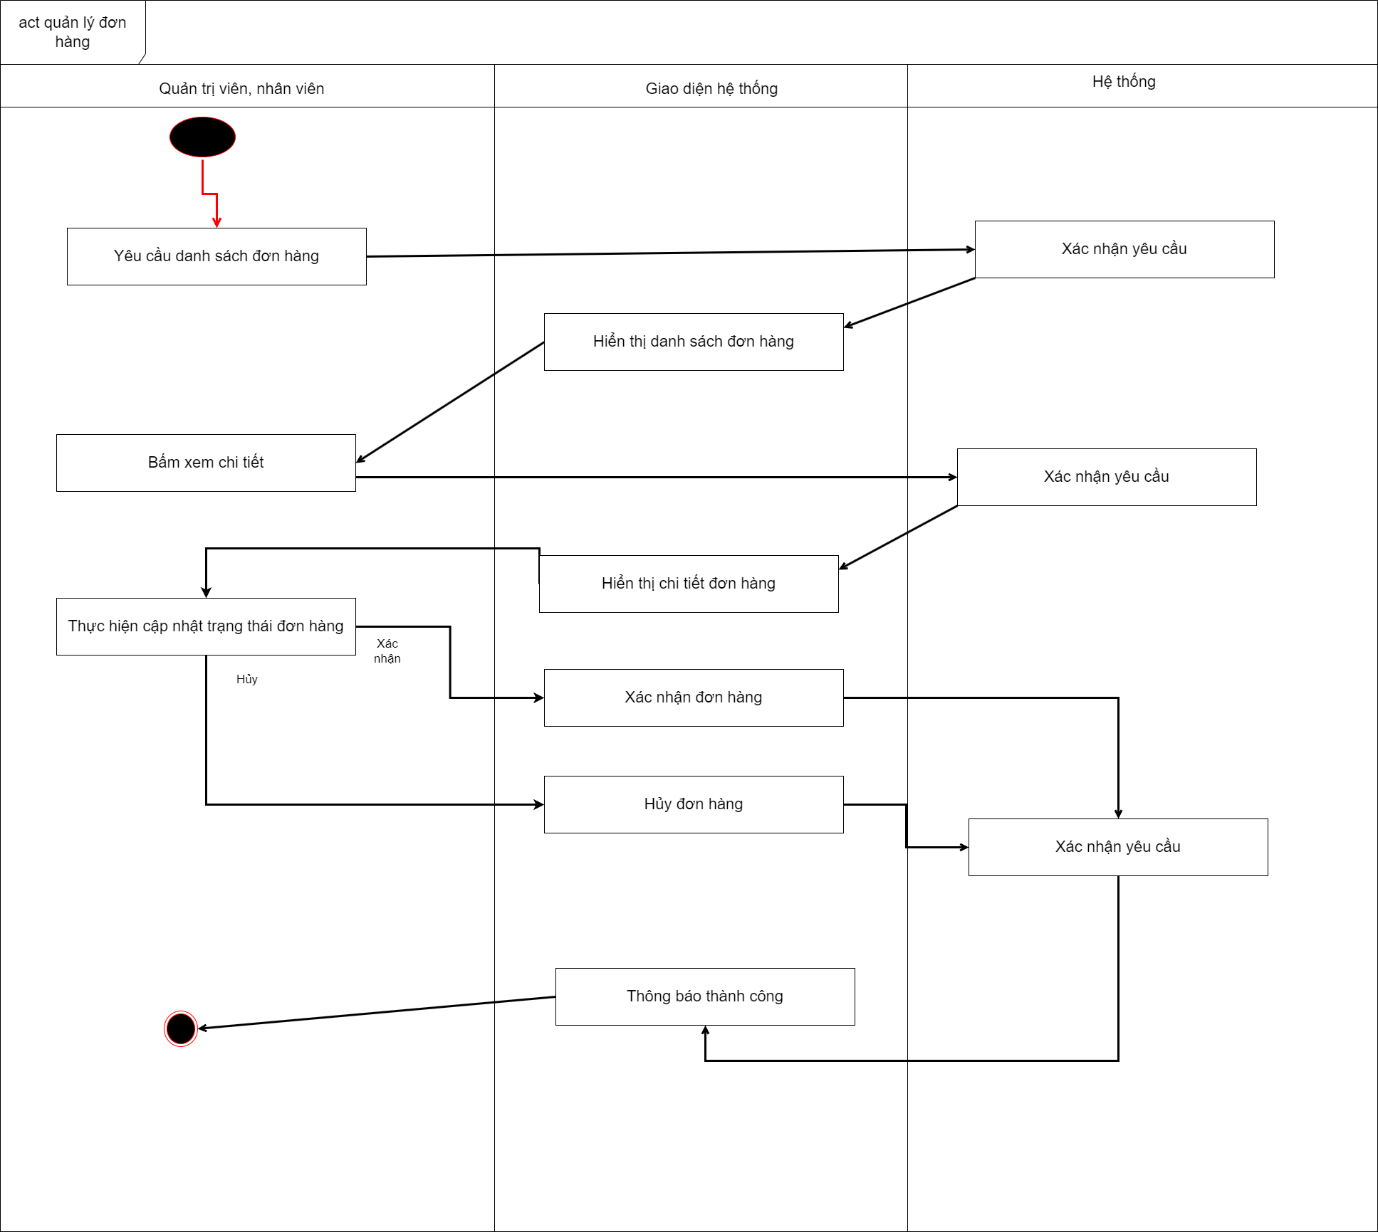 act quản lý đơn
hàng
Quản trị viên, nhân viên
Giao diện hệ thống
Hệ thống
Yêu cầu danh sách đơn hàng
Xác nhận yêu cầu
Hiển thị danh sách đơn hàng
Bấm xem chi tiết
Xác nhận yêu cầu
Hiển thị chi tiết đơn hàng
Thực hiện cập nhật trạng thái đơn hàng
Xác
nhận
Hủy
Xác nhận đơn hàng
Hủy đơn hàng
Xác nhận yêu cầu
Thông báo thành công